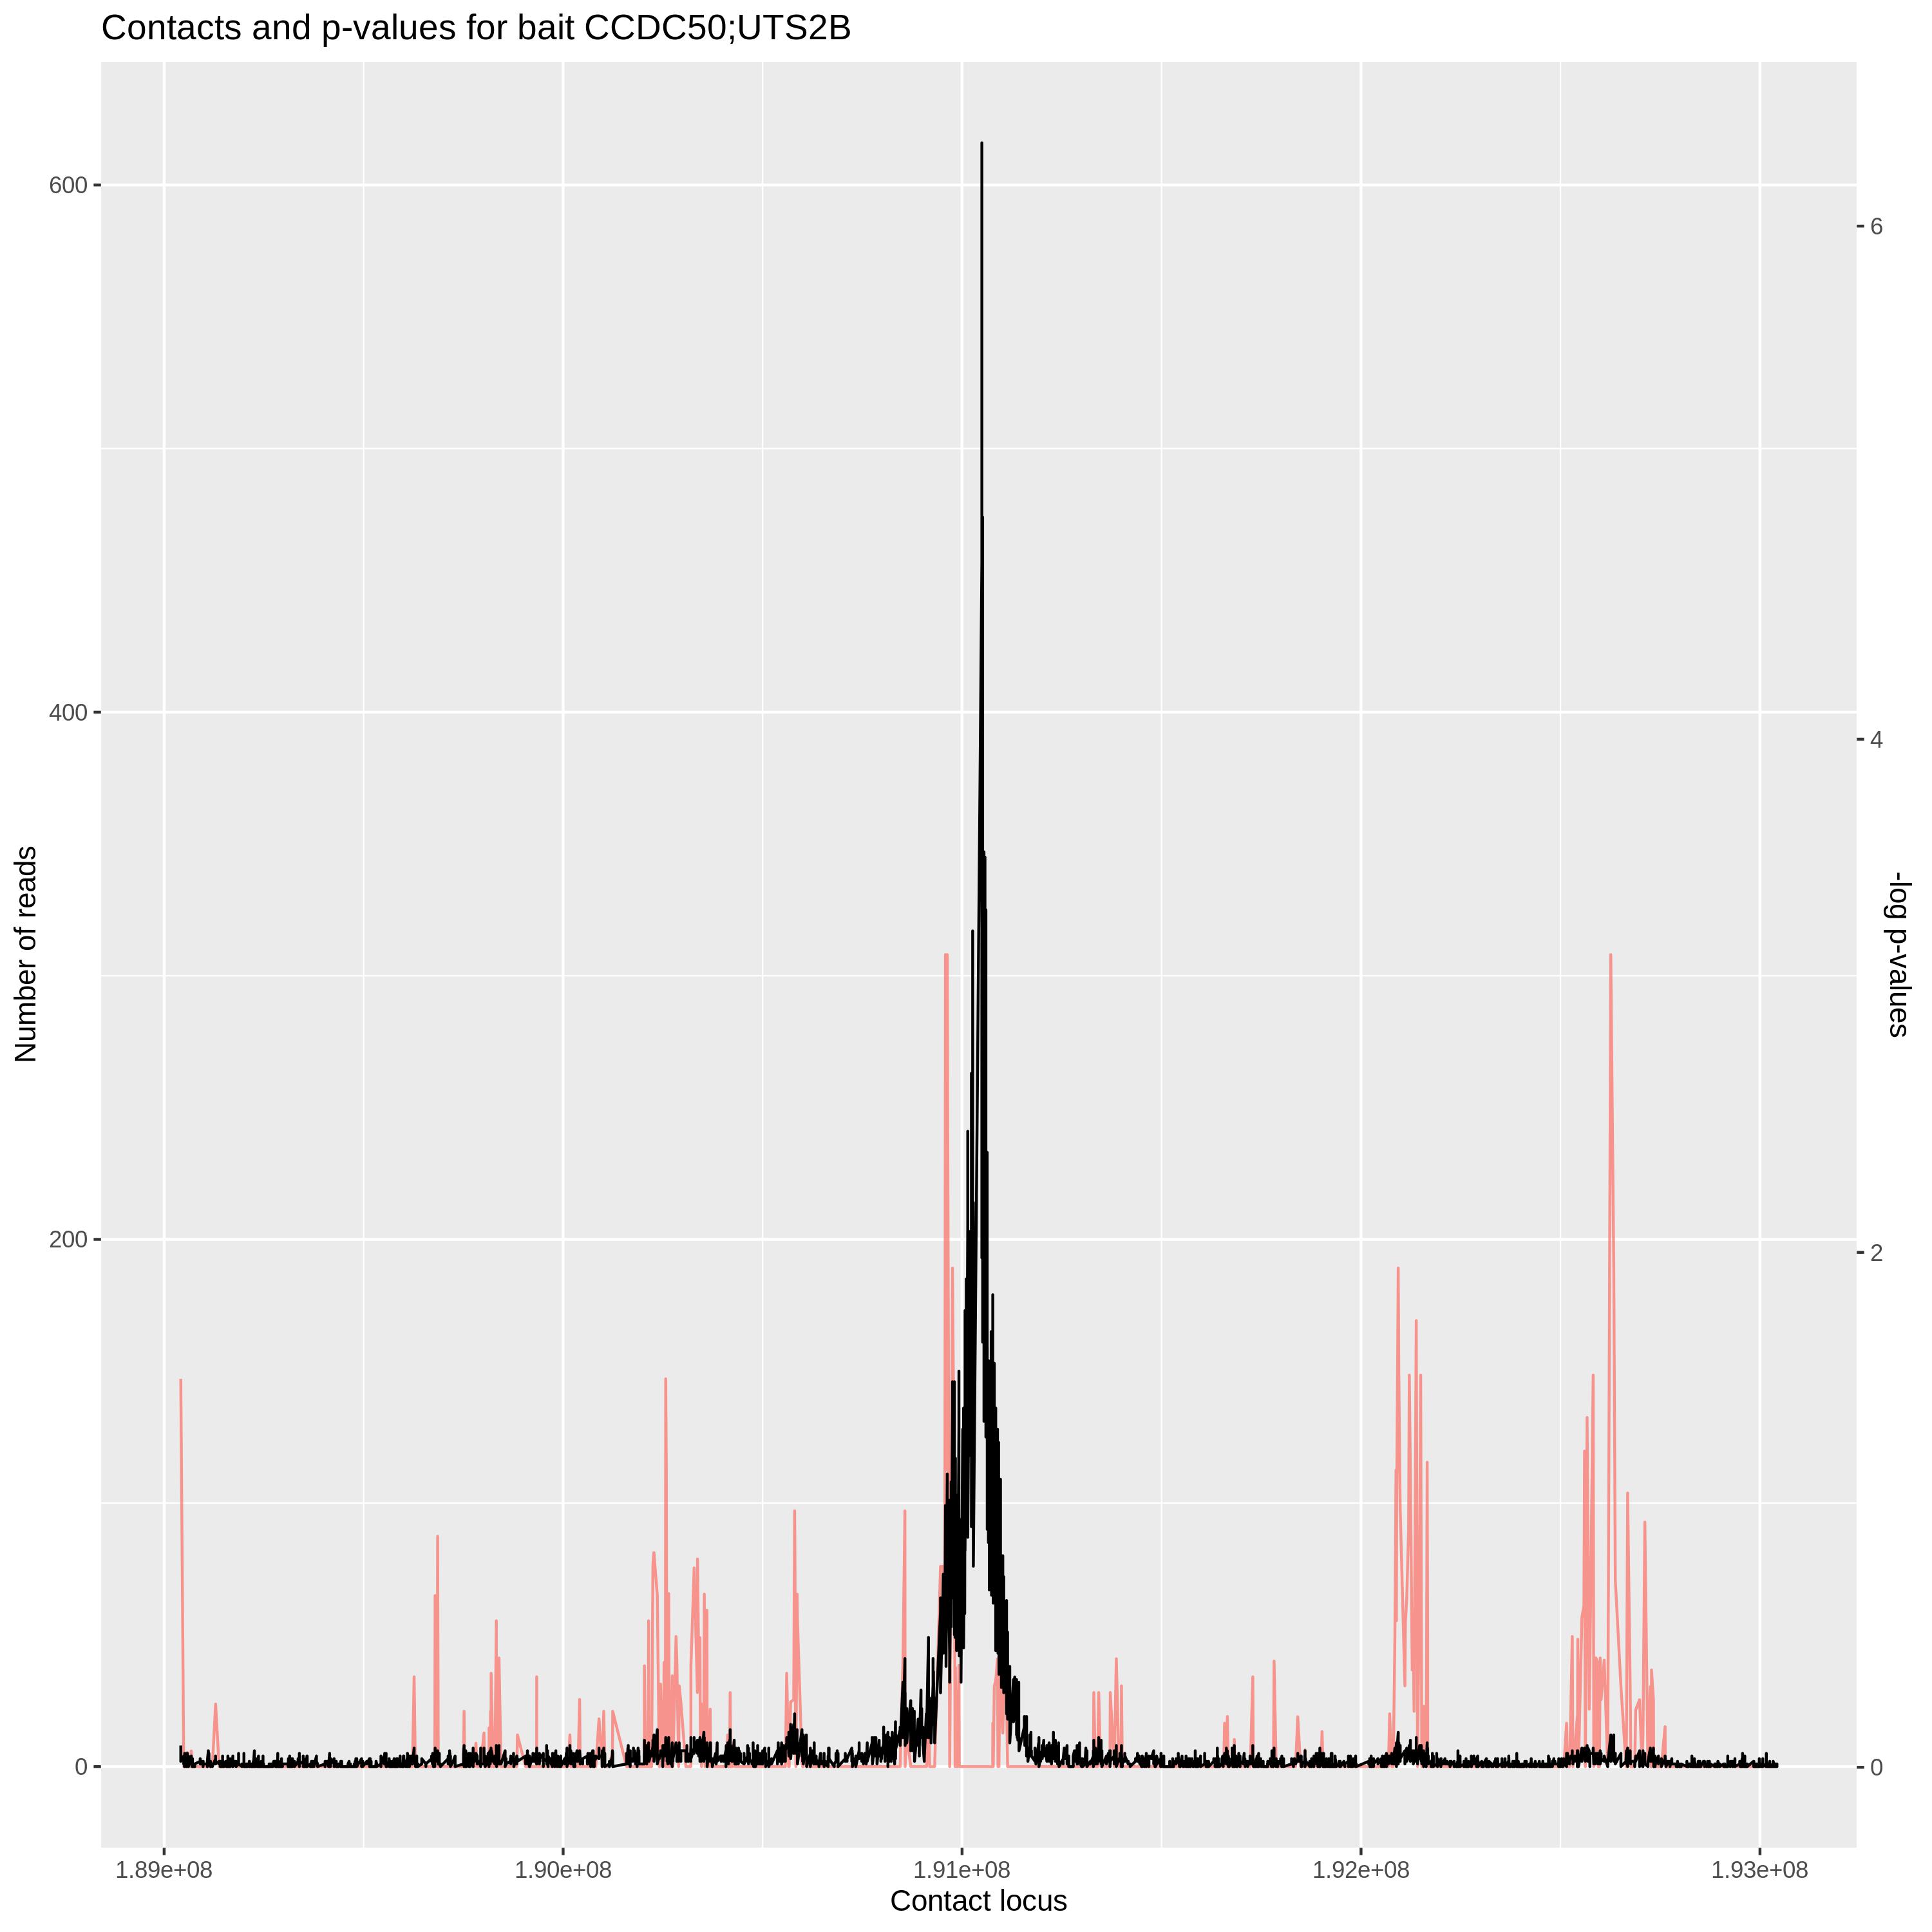 Contacts and p-values for bait CCDC50;UTS2B
600
400
200
0
Number of reads
6
4
2
0
-log p-values
1.89e+08
1.90e+08
1.91e+08
1.92e+08
1.93e+08
Contact locus